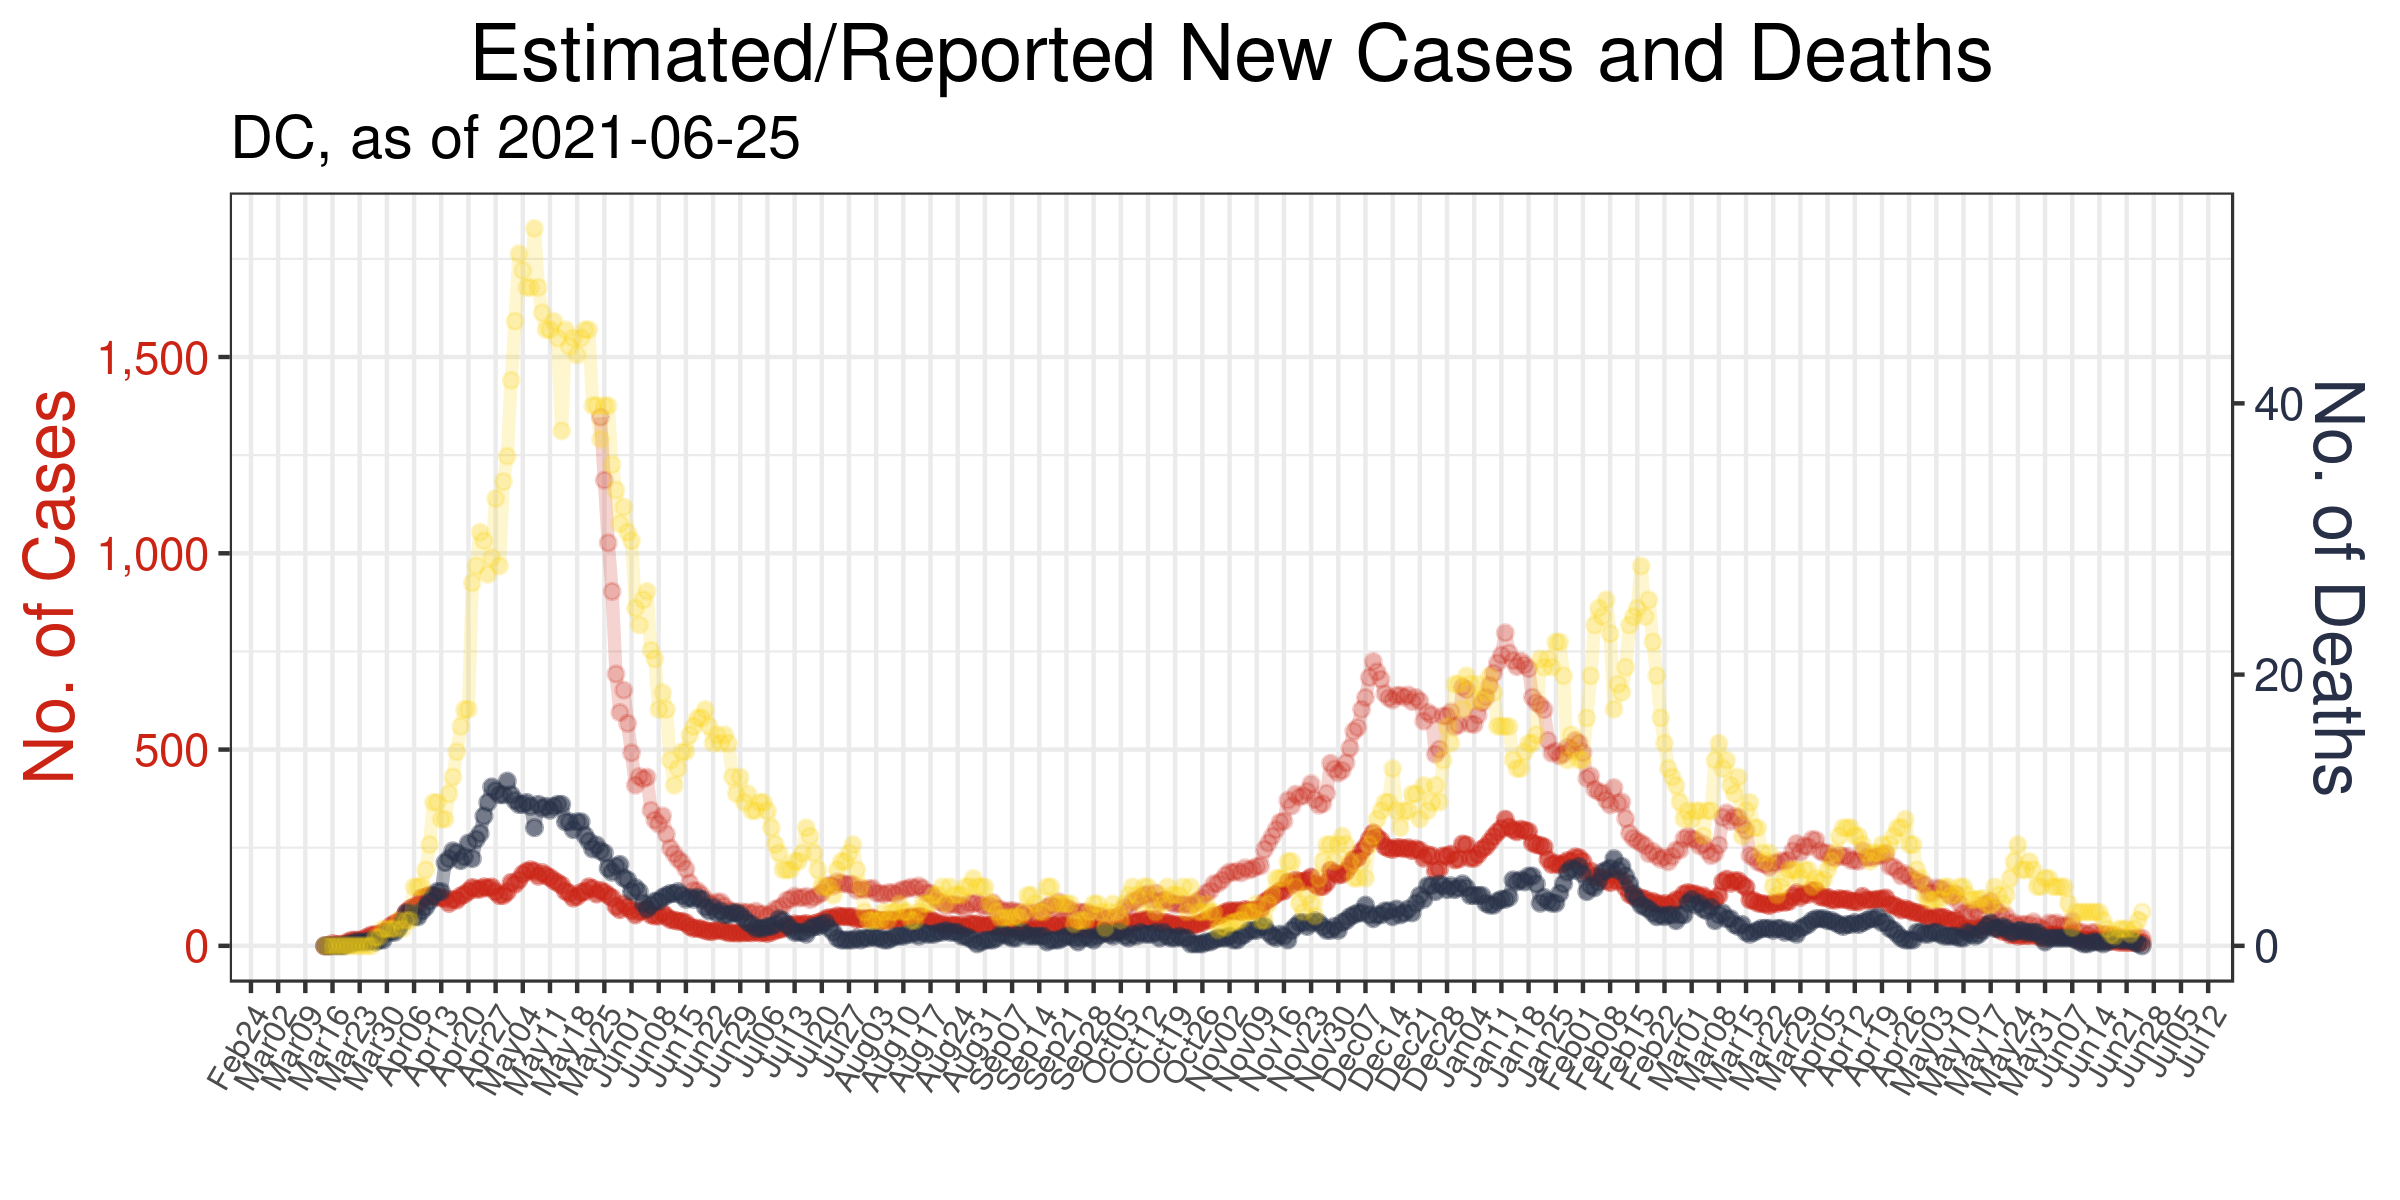 Estimated/Reported New Cases and Deaths
DC, as of 2021-06-25
No. of Cases
1,500
1,000
500
0
No. of Deaths
40
20
0
Feb24
Mar02
Mar09
Mar16
Mar23
Mar30
Apr06
Apr13
Apr20
Apr27
May04
May11
May18
May25
Jun01
Jun08
Jun15
Jun22
Jun29
Jul06
Jul13
Jul20
Jul27
Aug03
Aug10
Aug17
Aug24
Aug31
Sep07
Sep14
Sep21
Sep28
Oct05
Oct12
Oct19
Oct26
Nov02
Nov09
Nov16
Nov23
Nov30
Dec07
Dec14
Dec21
Dec28
Jan04
Jan11
Jan18
Jan25
Feb01
Feb08
Feb15
Feb22
Mar01
Mar08
Mar15
Mar22
Mar29
Apr05
Apr12
Apr19
Apr26
May03
May10
May17
May24
May31
Jun07
Jun14
Jun21
Jun28
Jul05
Jul12